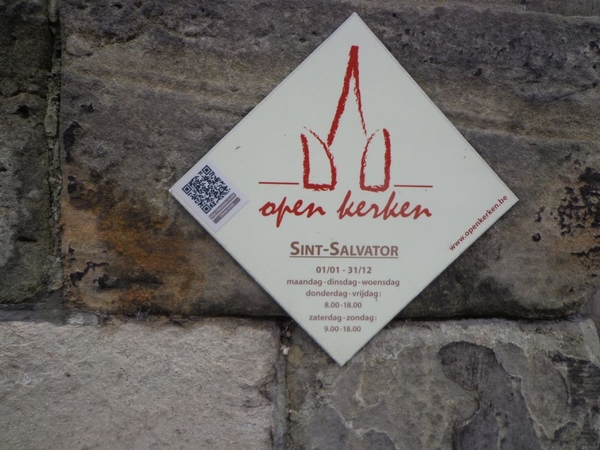 open kerken
www.openkerken.be
SINT-SALVATOR
01/01 - 31/12
maandag - dinsdag - woensdag
donderdag - vrijdag:
8.00 -18.00
zaterdag - zondag:
9.00 -18.00